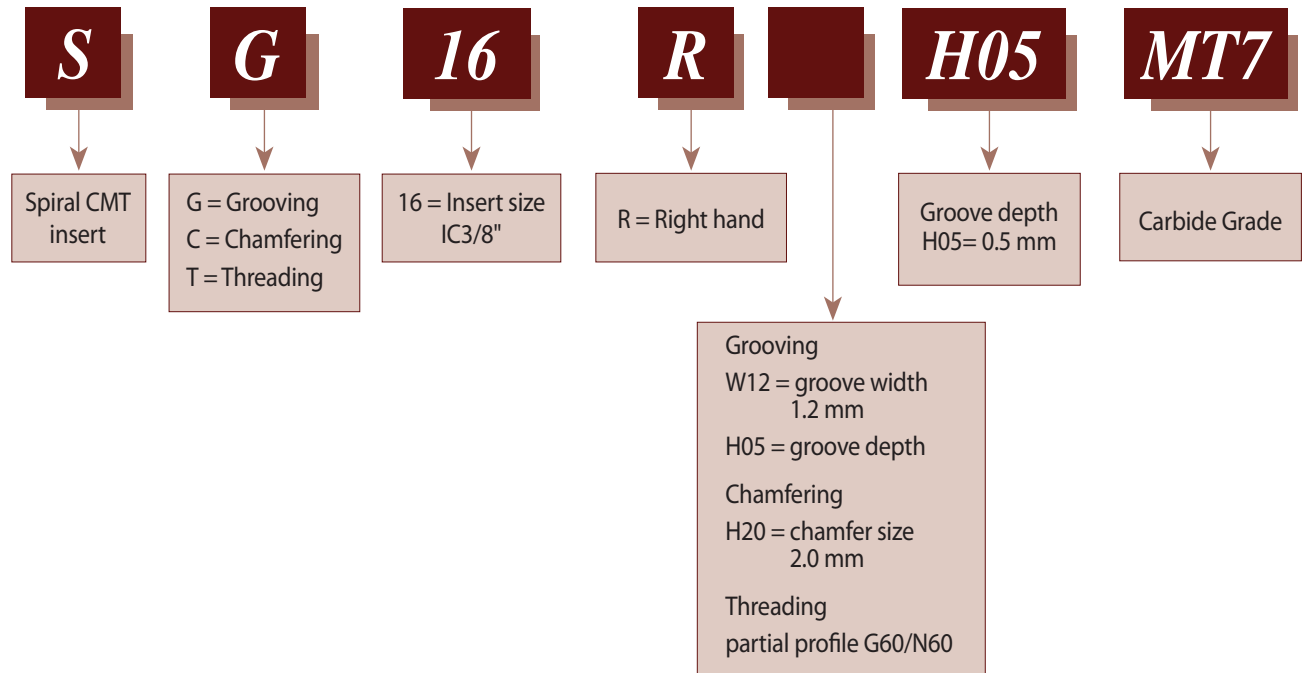 S G 16 R H05 MT7
Spiral CMT
insert
G = Grooving
C = Chamfering
T = Threading
16 = Insert size
IC3/8"
R = Right hand
Groove depth
H05= 0.5 mm
Carbide Grade
Grooving
W12 = groove width
1.2 mm
H05 = groove depth
Chamfering
H20 = chamfer size
2.0 mm
Threading
partial profile G60/N60